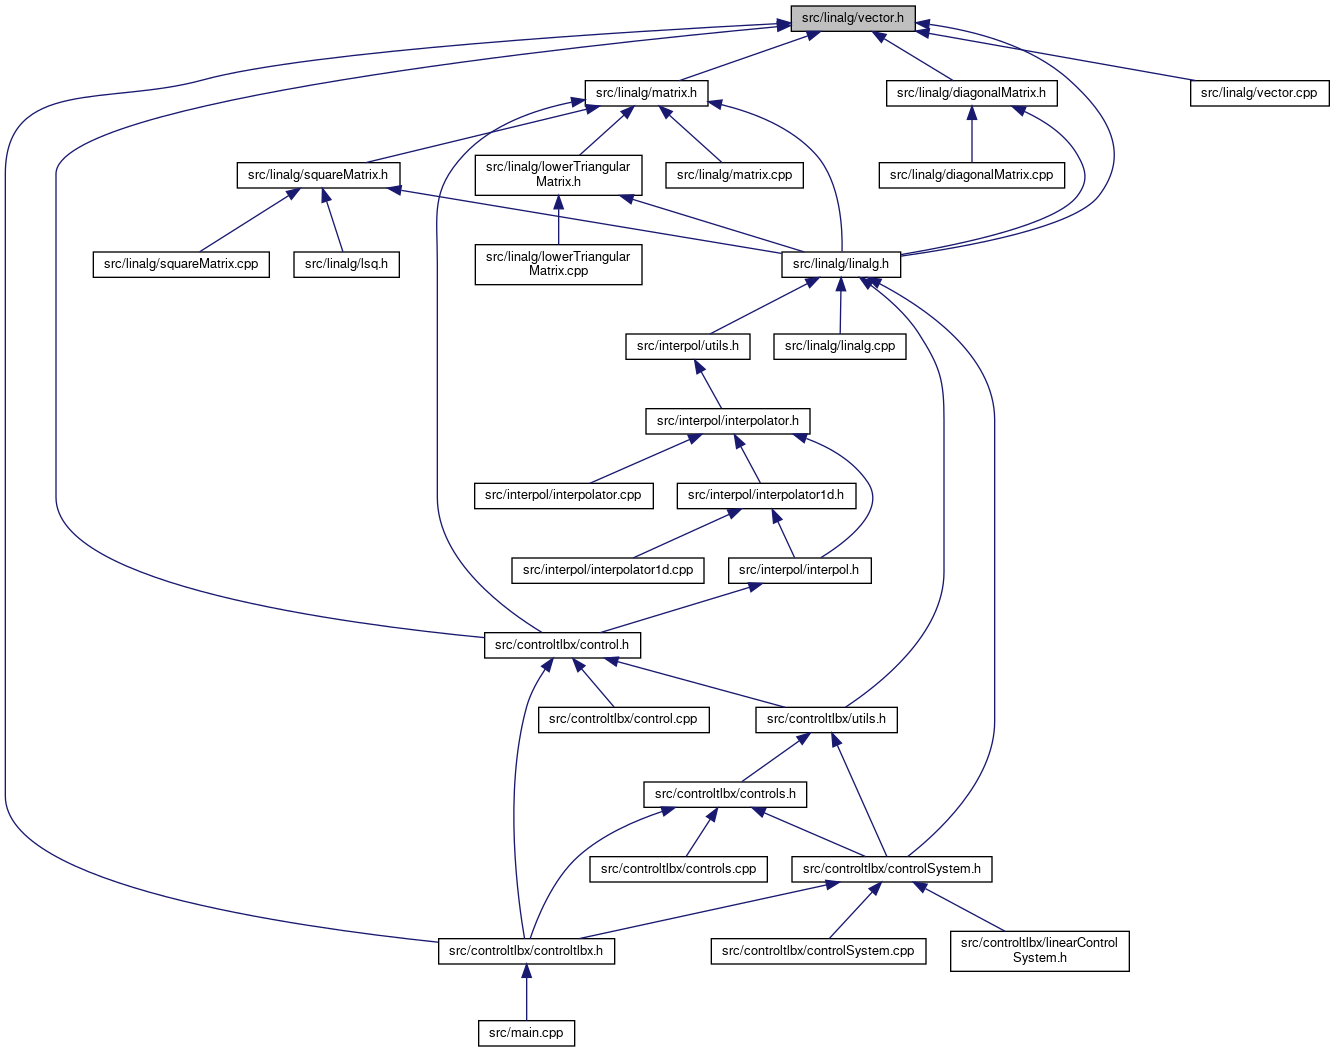 src/linalg/vector.h
src/linalg/matrix.h
src/linalg/diagonalMatrix.h
src/linalg/vector.cpp
src/linalg/squareMatrix.h
src/linalg/lowerTriangular
Matrix.h
src/linalg/matrix.cpp
src/linalg/diagonalMatrix.cpp
src/linalg/squareMatrix.cpp
src/linalg/lsq.h
src/linalg/lowerTriangular
Matrix.cpp
src/linalg/linalg.h
src/interpol/utils.h
src/linalg/linalg.cpp
src/interpol/interpolator.h
src/interpol/interpolator.cpp
src/interpol/interpolator1d.h
src/interpol/interpolator1d.cpp
src/interpol/interpol.h
src/controltlbx/control.h
src/controltlbx/control.cpp
src/controltlbx/utils.h
src/controltlbx/controls.h
src/controltlbx/controls.cpp
src/controltlbx/controlSystem.h
src/controltlbx/controltlbx.h
src/controltlbx/controlSystem.cpp
src/controltlbx/linearControl
System.h
src/main.cpp